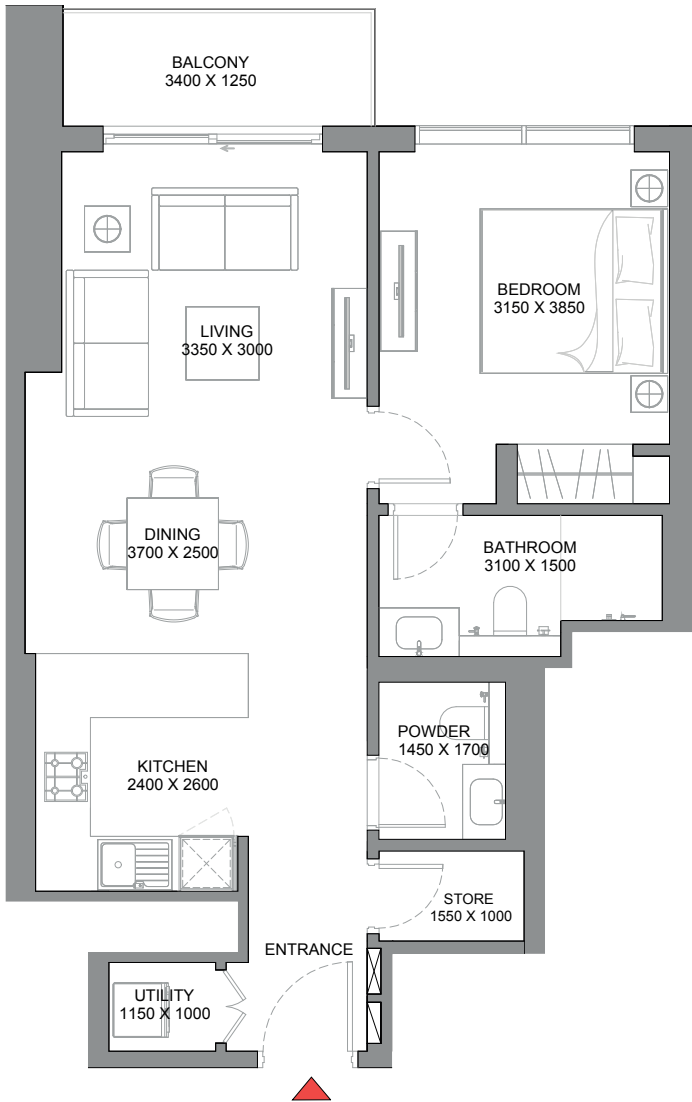 BALCONY
3400 X 1250
BEDROOM
3150 X 3850
LIVING
3350 X 3000
DINING
3700 X 2500
BATHROOM
3100 X 1500
POWDER
1450 X 1700
KITCHEN
2400 X 2600
STORE
1550 X 1000
ENTRANCE
UTILITY
1150 X 1000